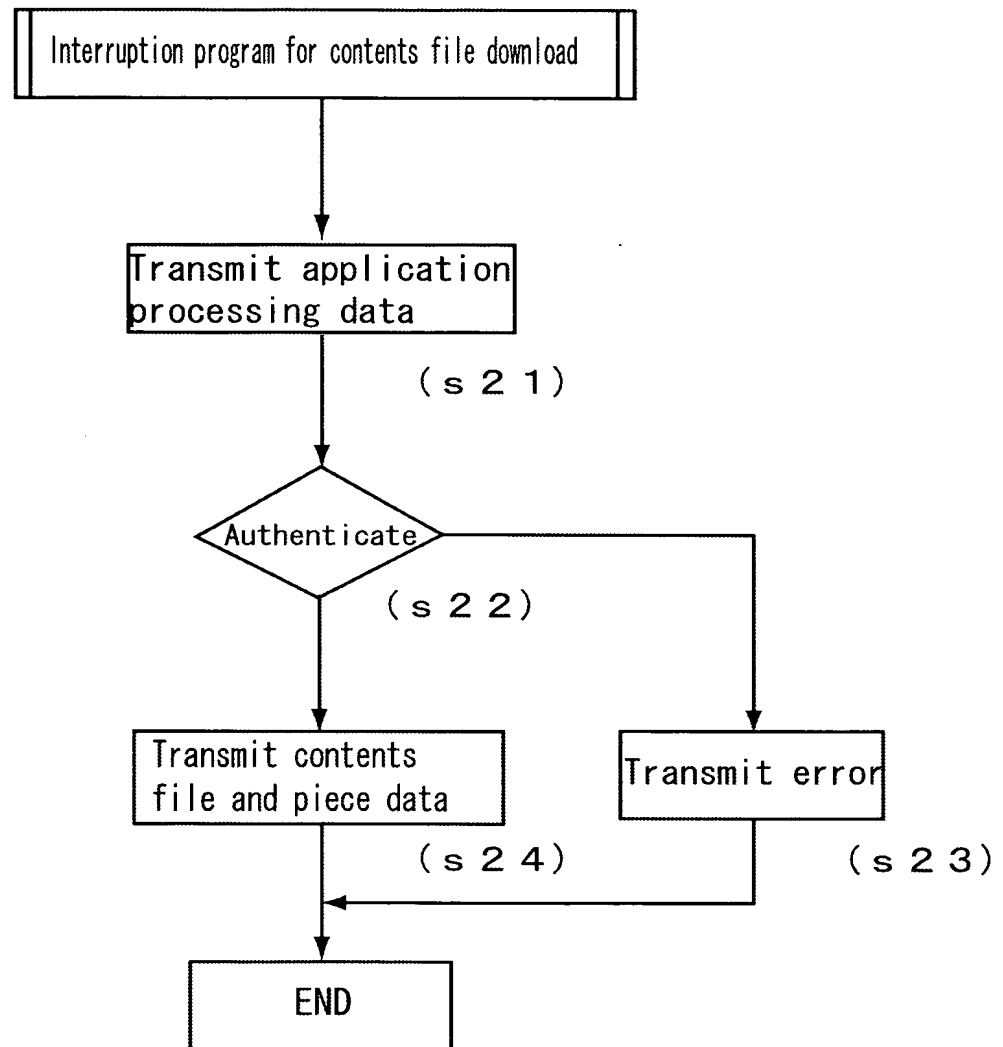 Interruption program for contents file download
Transmit application
processing data
(s21)
Authenticate
(s22)
Transmit contents
file and piece data
(s24)
Transmit error
(s23)
END